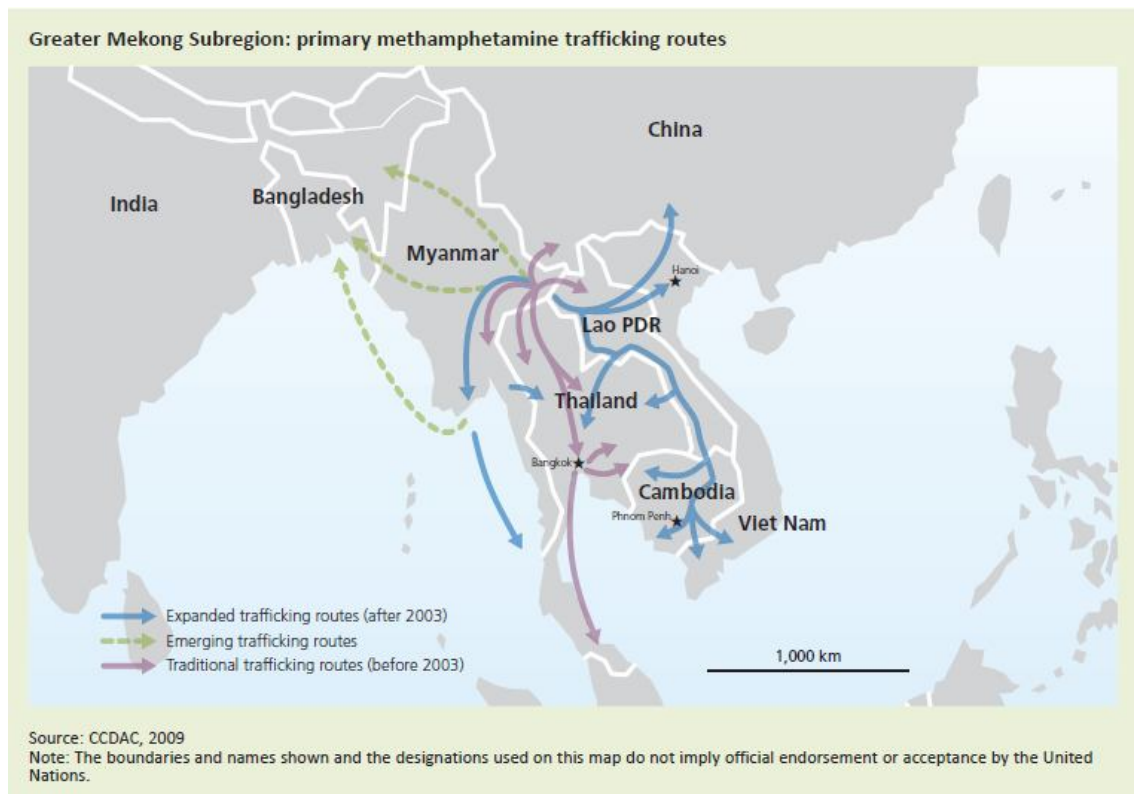 Greater Mekong Subregion: primary methamphetamine trafficking routes
China
India
Bangladesh
Myanmar
Hanoi
Lao PDR
Thailand
Bangkok
Cambodia
Phnom Penh
Viet Nam
Expanded trafficking routes (after 2003)
Emerging trafficking routes
Traditional trafficking routes (before 2003)
1,000 km
Source: CCDAC, 2009
Note: The boundaries and names shown and the designations used on this map do not imply official endorsement or acceptance by the United
Nations.